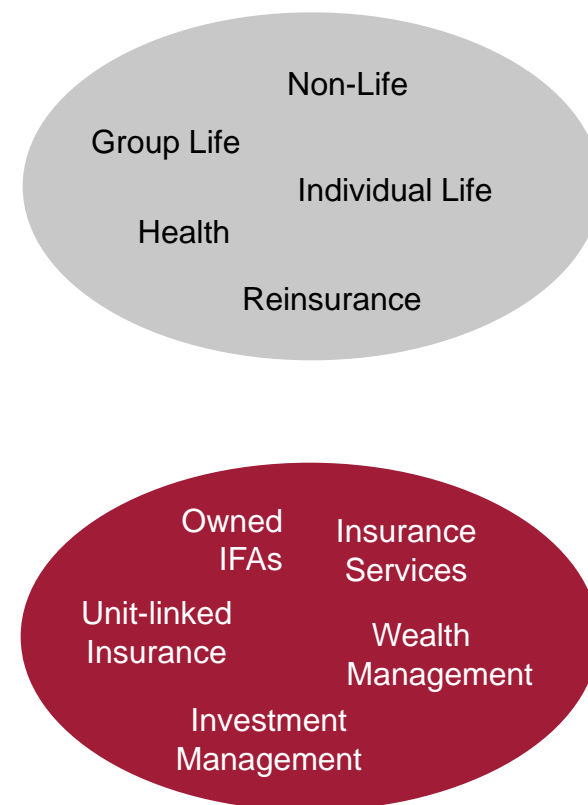 Non-Life
Group Life
Individual Life
Health
Reinsurance
Owned
IFAs
Insurance
Services
Unit-linked
Insurance
Wealth
Management
Investment
Management